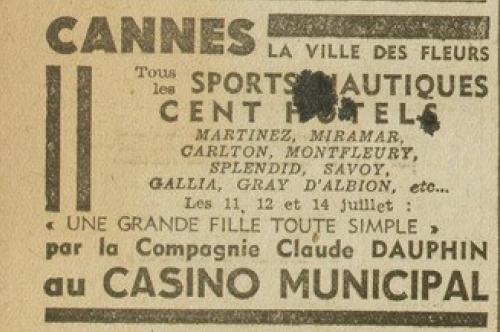 CANNES LA VILLE DES FLEURS
Tous les SPORTS NAUTIQUES
CENT HOTELS
MARTINEZ, MIRAMAR,
CARLTON, MONTFLEURY,
SPLENDID, SAVOY,
GALLIA, GRAY D'ALBION, etc...
Les 11, 12 et 14 juillet :
« UNE GRANDE FILLE TOUTE SIMPLE »
par la Compagnie Claude DAUPHIN
au CASINO MUNICIPAL